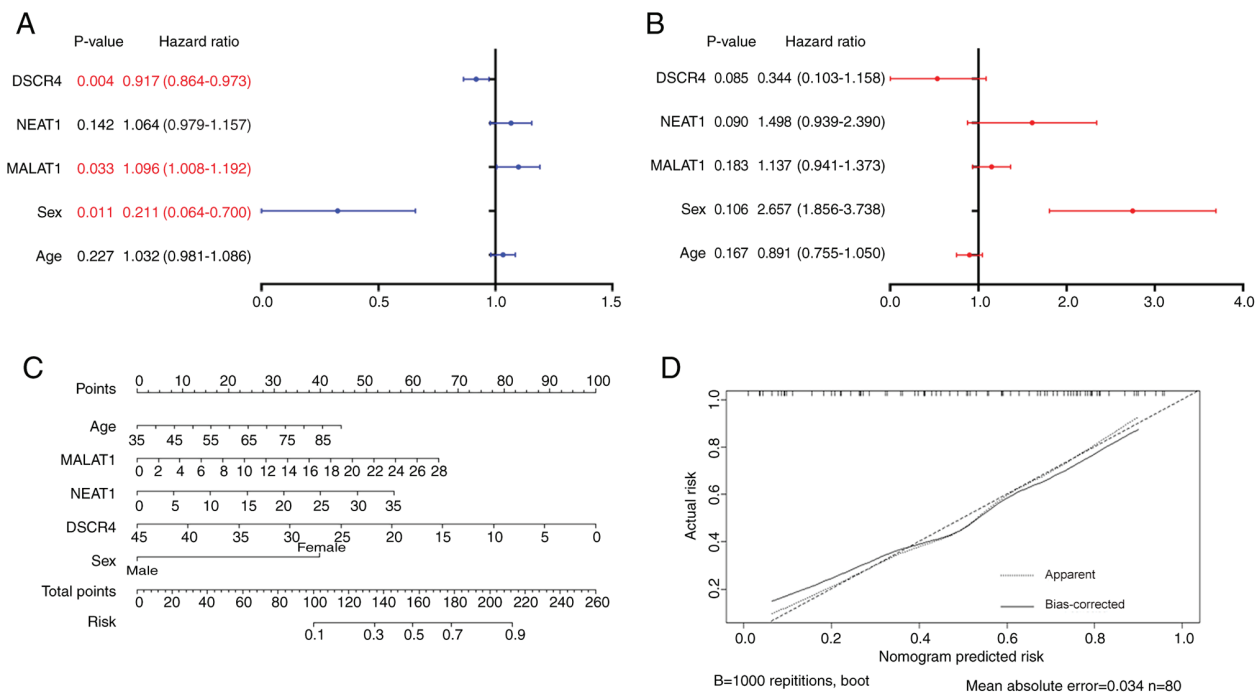 A
P-value Hazard ratio
DSCR4 0.004 0.917 (0.864-0.973)
NEAT1 0.142 1.064 (0.979-1.157)
MALAT1 0.033 1.096 (1.008-1.192)
Sex 0.011 0.211 (0.064-0.700)
Age 0.227 1.032 (0.981-1.086)
0.0 0.5 1.0 1.5
B
P-value Hazard ratio
DSCR4 0.085 0.344 (0.103-1.158)
NEAT1 0.090 1.498 (0.939-2.390)
MALAT1 0.183 1.137 (0.941-1.373)
Sex 0.106 2.657 (1.856-3.738)
Age 0.167 0.891 (0.755-1.050)
0.0 1.0 2.0 3.0 4.0
C
Points 0 10 20 30 40 50 60 70 80 90 100
Age 35 45 55 65 75 85
MALAT1 0 2 4 6 8 10 12 14 16 18 20 22 24 26 28
NEAT1 0 5 10 15 20 25 30 35
DSCR4 45 40 35 30 25 20 15 10 5 0
Sex Male Female
Total points 0 20 40 60 80 100 120 140 160 180 200 220 240 260
Risk 0.1 0.3 0.5 0.7 0.9
D
Actual risk
1.0
0.8
0.6
0.4
0.2
Apparent
Bias-corrected
0.0 0.2 0.4 0.6 0.8 1.0
Nomogram predicted risk
B=1000 repititions, boot
Mean absolute error=0.034 n=80